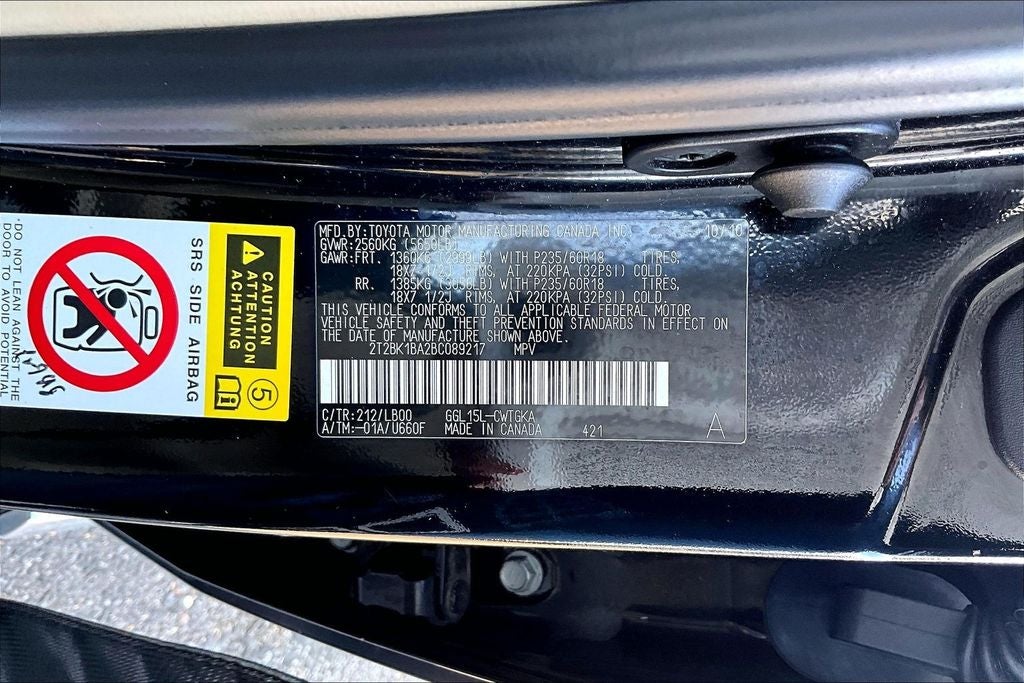 MFD. BY: TOYOTA MOTOR MANUFACTURING CANADA INC. 10/10
GVWR: 2560KG (5650LB)
GAWR: FRT. 1360KG (2999LB) WITH P235/60R18 TIRES,
18X7 1/2J RIMS, AT 220KPA (32PSI) COLD.
RR. 1385KG WITH P235/60R18 TIRES,
18X7 1/2J RIMS, AT 220KPA (32PSI) COLD.
THIS VEHICLE CONFORMS TO ALL APPLICABLE FEDERAL MOTOR
VEHICLE SAFETY AND THEFT PREVENTION STANDARDS IN EFFECT ON
THE DATE OF MANUFACTURE SHOWN ABOVE.
2T2BK1BA2BC089217 MPV
C/TR: 212/LB00 GGL15L-CWTGKA
A/TM: -01A/U660F MADE IN CANADA 421 A
CAUTION
ATTENTION
ACHTUNG
i 5
SRS SIDE AIRBAG
·DO NOT LEAN AGAINST THE
DOOR TO AVOID POTENTIAL